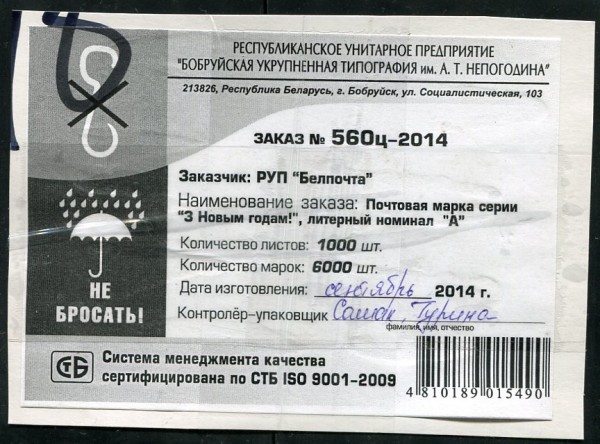 РЕСПУБЛИКАНСКОЕ УНИТАРНОЕ ПРЕДПРИЯТИЕ
"БОБРУЙСКАЯ УКРУПНЕННАЯ ТИПОГРАФИЯ им. А. Т. НЕПОГОДИНА"
213826, Республика Беларусь, г. Бобруйск, ул. Социалистическая, 103
ЗАКАЗ № 560ц-2014
Заказчик: РУП "Белпочта"
Наименование заказа: Почтовая марка серии
"З Новым годам!", литерный номинал "А"
Количество листов: 1000 шт.
Количество марок: 6000 шт.
Дата изготовления: сентябрь 2014 г.
Контролёр-упаковщик Турина
фамилия, имя, отчество
НЕ
БРОСАТЬ!
СТБ
Система менеджмента качества
сертифицирована по СТБ ISO 9001-2009
4 810189 015490